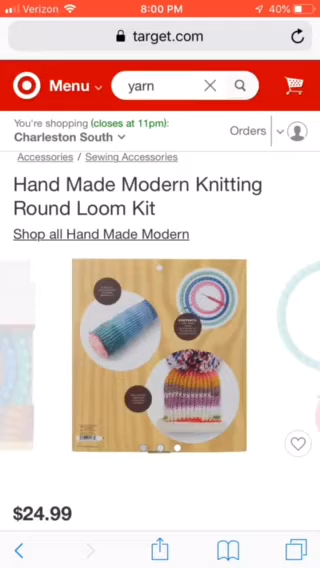 Verizon 8:00 PM 40%
target.com
Menu yarn
You're shopping (closes at 11pm):
Charleston South
Orders
Accessories / Sewing Accessories
Hand Made Modern Knitting
Round Loom Kit
Shop all Hand Made Modern
$24.99